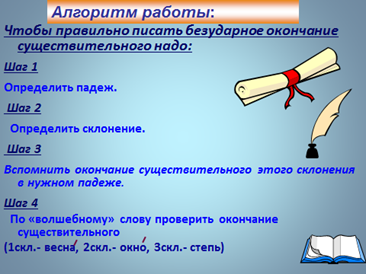 Алгоритм работы:
Чтобы правильно писать безударное окончание
существительного надо:
Шаг 1
Определить падеж.
Шаг 2
Определить склонение.
Шаг 3
Вспомнить окончание существительного этого склонения
в нужном падеже.
Шаг 4
По «волшебному» слову проверить окончание
существительного
(1скл.- весна, 2скл.- окно, 3скл.- степь)